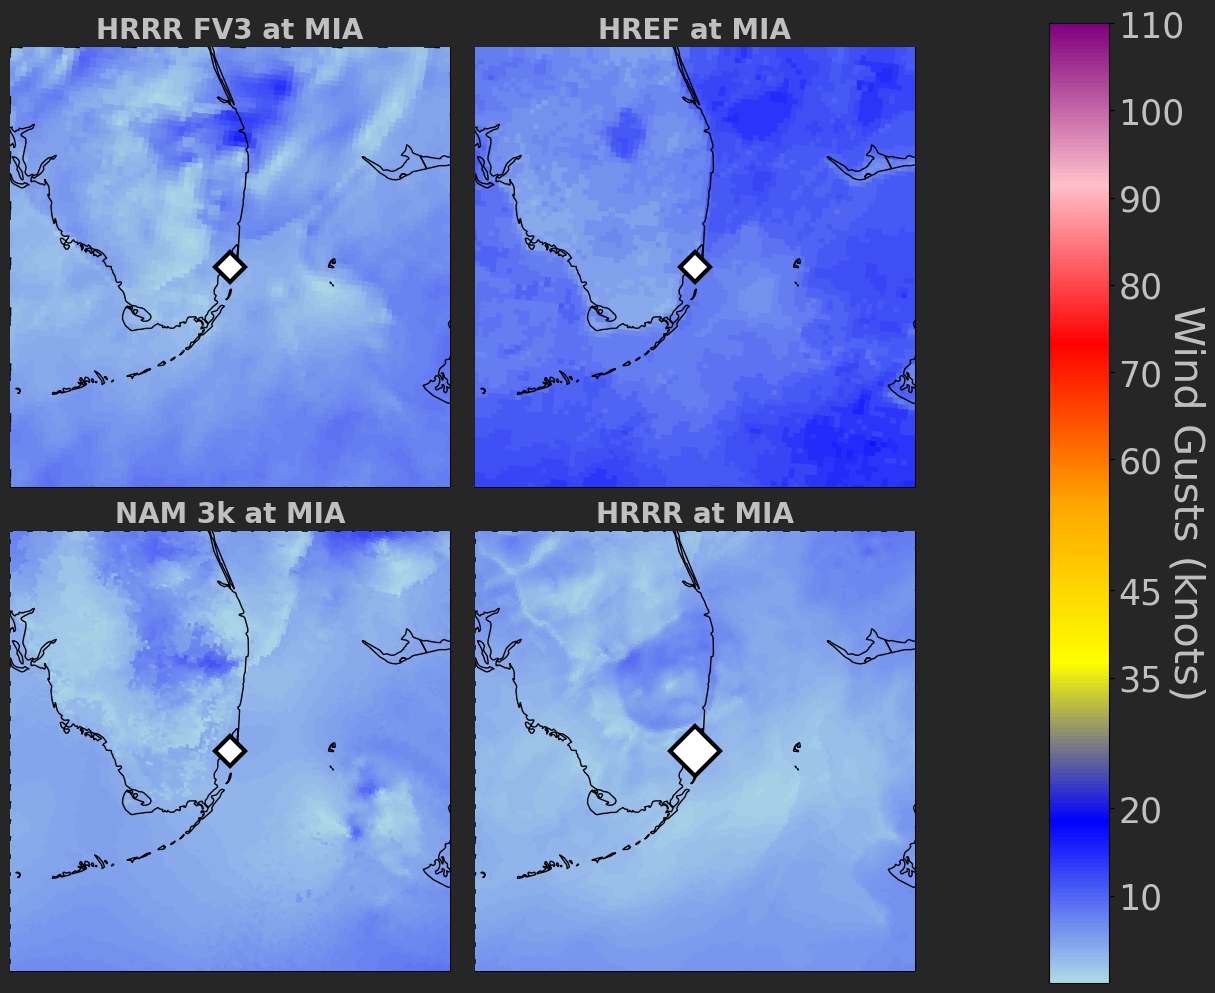 HRRR FV3 at MIA
HREF at MIA
NAM 3k at MIA
HRRR at MIA
110
100
90
80
70
60
45
35
20
10
Wind Gusts (knots)